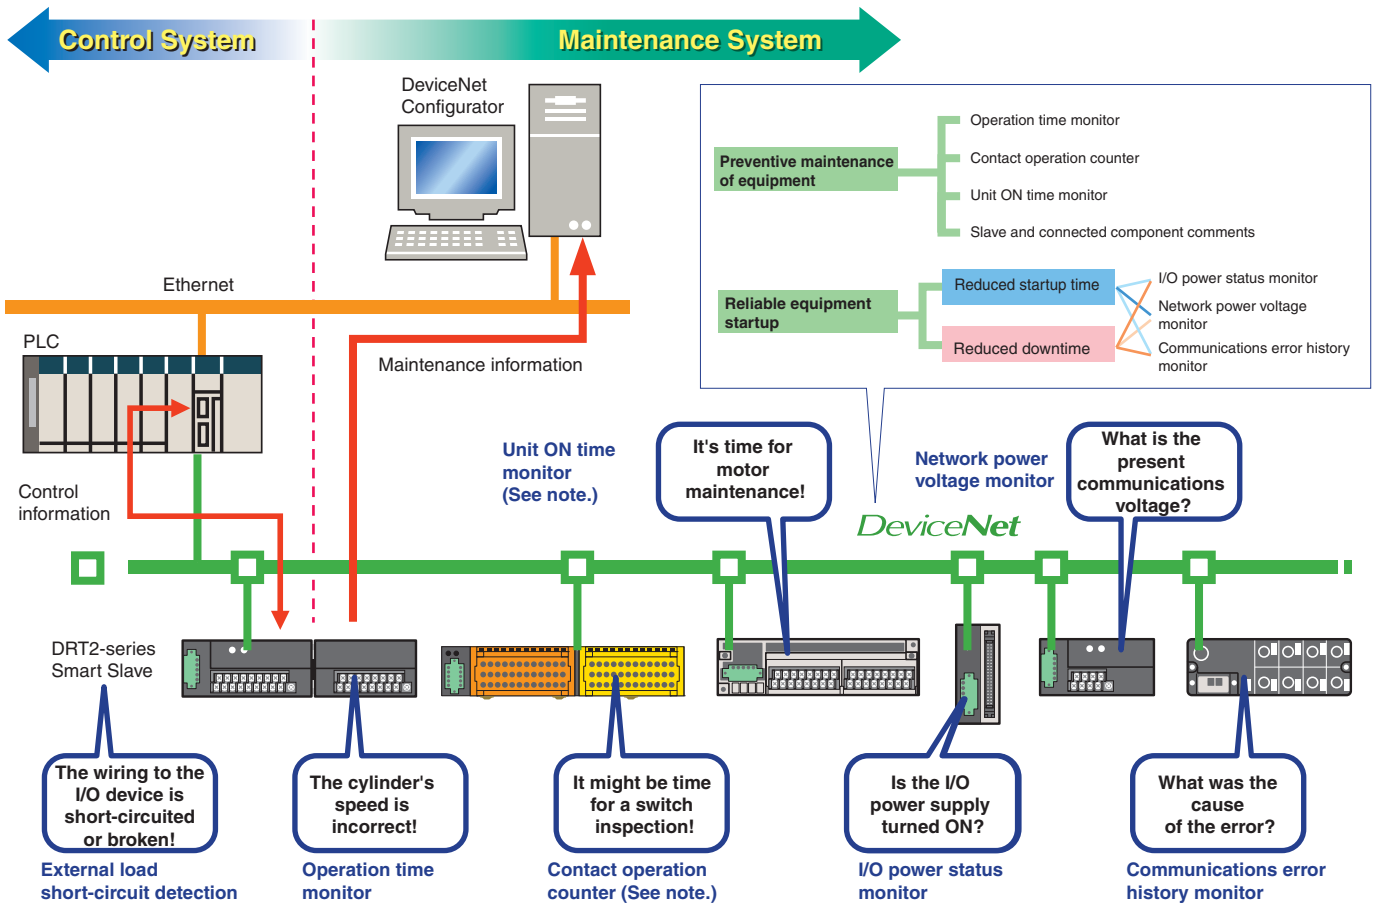 Control System
Maintenance System
DeviceNet
Configurator
Operation time monitor
Contact operation counter
Preventive maintenance
of equipment
Unit ON time monitor
Slave and connected component comments
Reliable equipment
startup
Reduced startup time
Reduced downtime
I/O power status monitor
Network power voltage
monitor
Communications error history
monitor
Ethernet
PLC
Maintenance information
Control
information
Unit ON time
monitor
(See note.)
It's time for
motor
maintenance!
Network power
voltage monitor
What is the
present
communications
voltage?
DeviceNet
DRT2-series
Smart Slave
The wiring to the
I/O device is
short-circuited
or broken!
The cylinder's
speed is
incorrect!
It might be time
for a switch
inspection!
Is the I/O
power supply
turned ON?
What was the
cause
of the error?
External load
short-circuit detection
Operation time
monitor
Contact operation
counter (See note.)
I/O power status
monitor
Communications error
history monitor